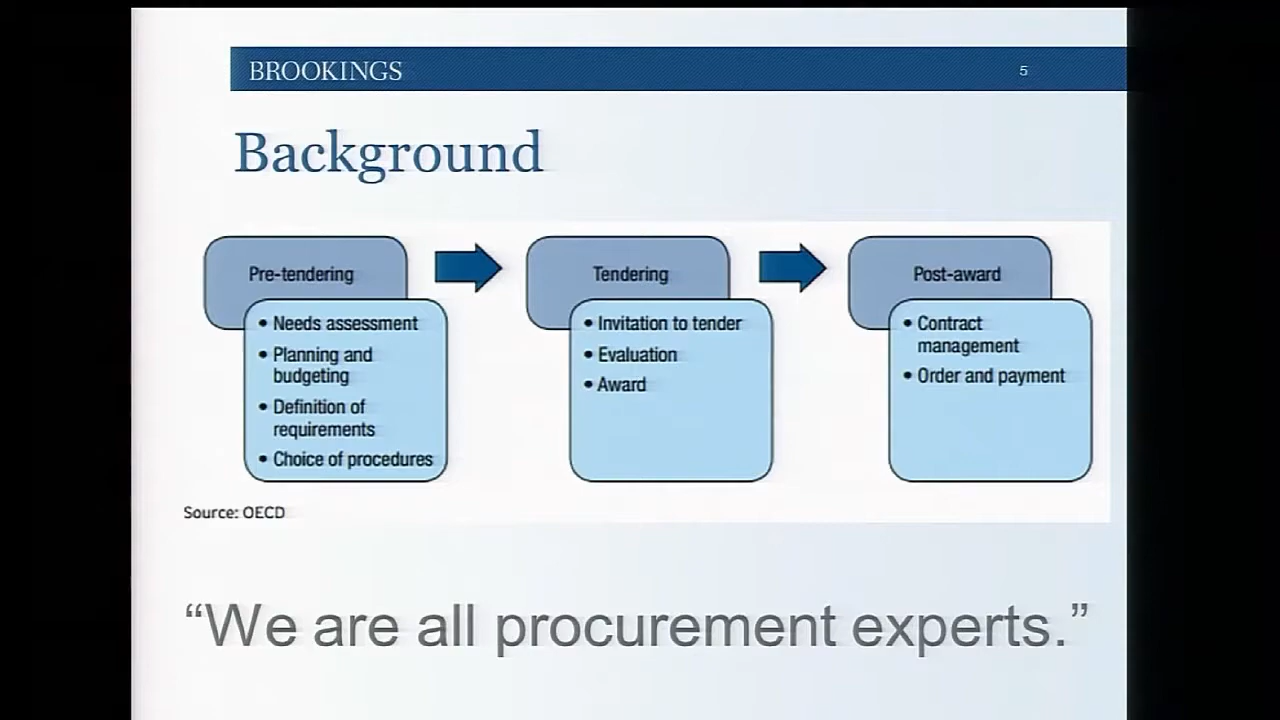 BROOKINGS
5
Background
Pre-tendering
• Needs assessment
• Planning and
budgeting
• Definition of
requirements
• Choice of procedures
Tendering
• Invitation to tender
• Evaluation
• Award
Post-award
• Contract
management
• Order and payment
Source: OECD
“We are all procurement experts.”